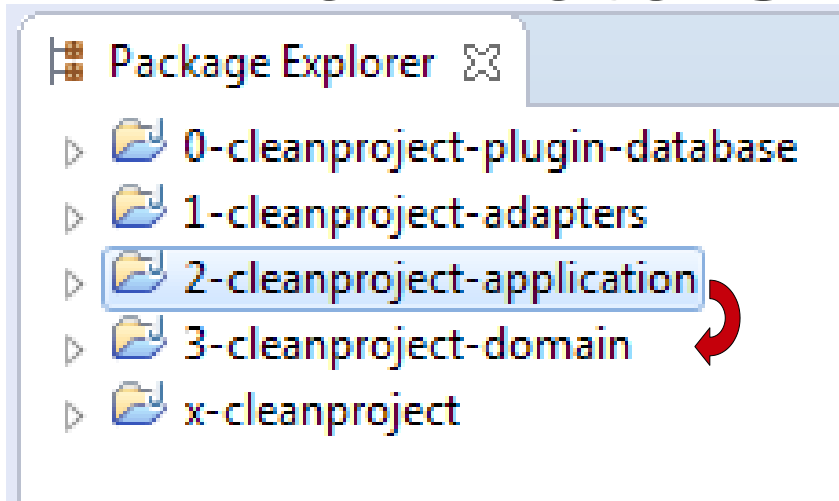 Package Explorer
0-cleanproject-plugin-database
1-cleanproject-adapters
2-cleanproject-application
3-cleanproject-domain
x-cleanproject